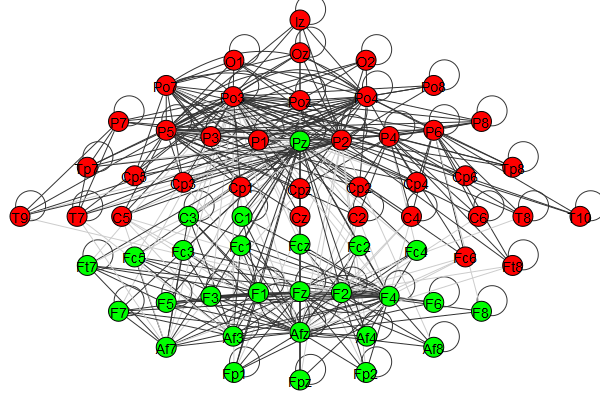 Iz
O1 Oz O2
Po7 Po3 Poz Po4 Po8
P7 P5 P3 P1 Pz P2 P4 P6 P8
Tp7 Cp5 Cp3 Cp1 Cpz Cp2 Cp4 Cp6 Tp8
T9 T7 C5 C3 C1 Cz C2 C4 C6 T8 T10
Ft7 Fc5 Fc3 Fc1 Fcz Fc2 Fc4 Fc6 Ft8
F7 F5 F3 F1 Fz F2 F4 F6 F8
Af7 Af3 Afz Af4 Af8
Fp1 Fpz Fp2